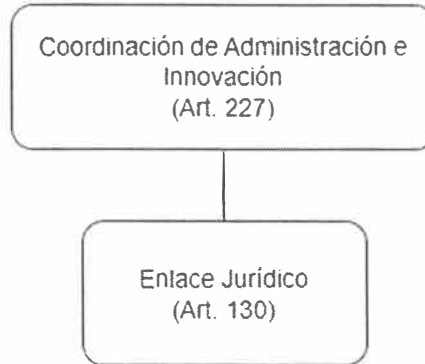 Coordinación de Administración e
Innovación
(Art. 227)
Enlace Jurídico
(Art. 130)